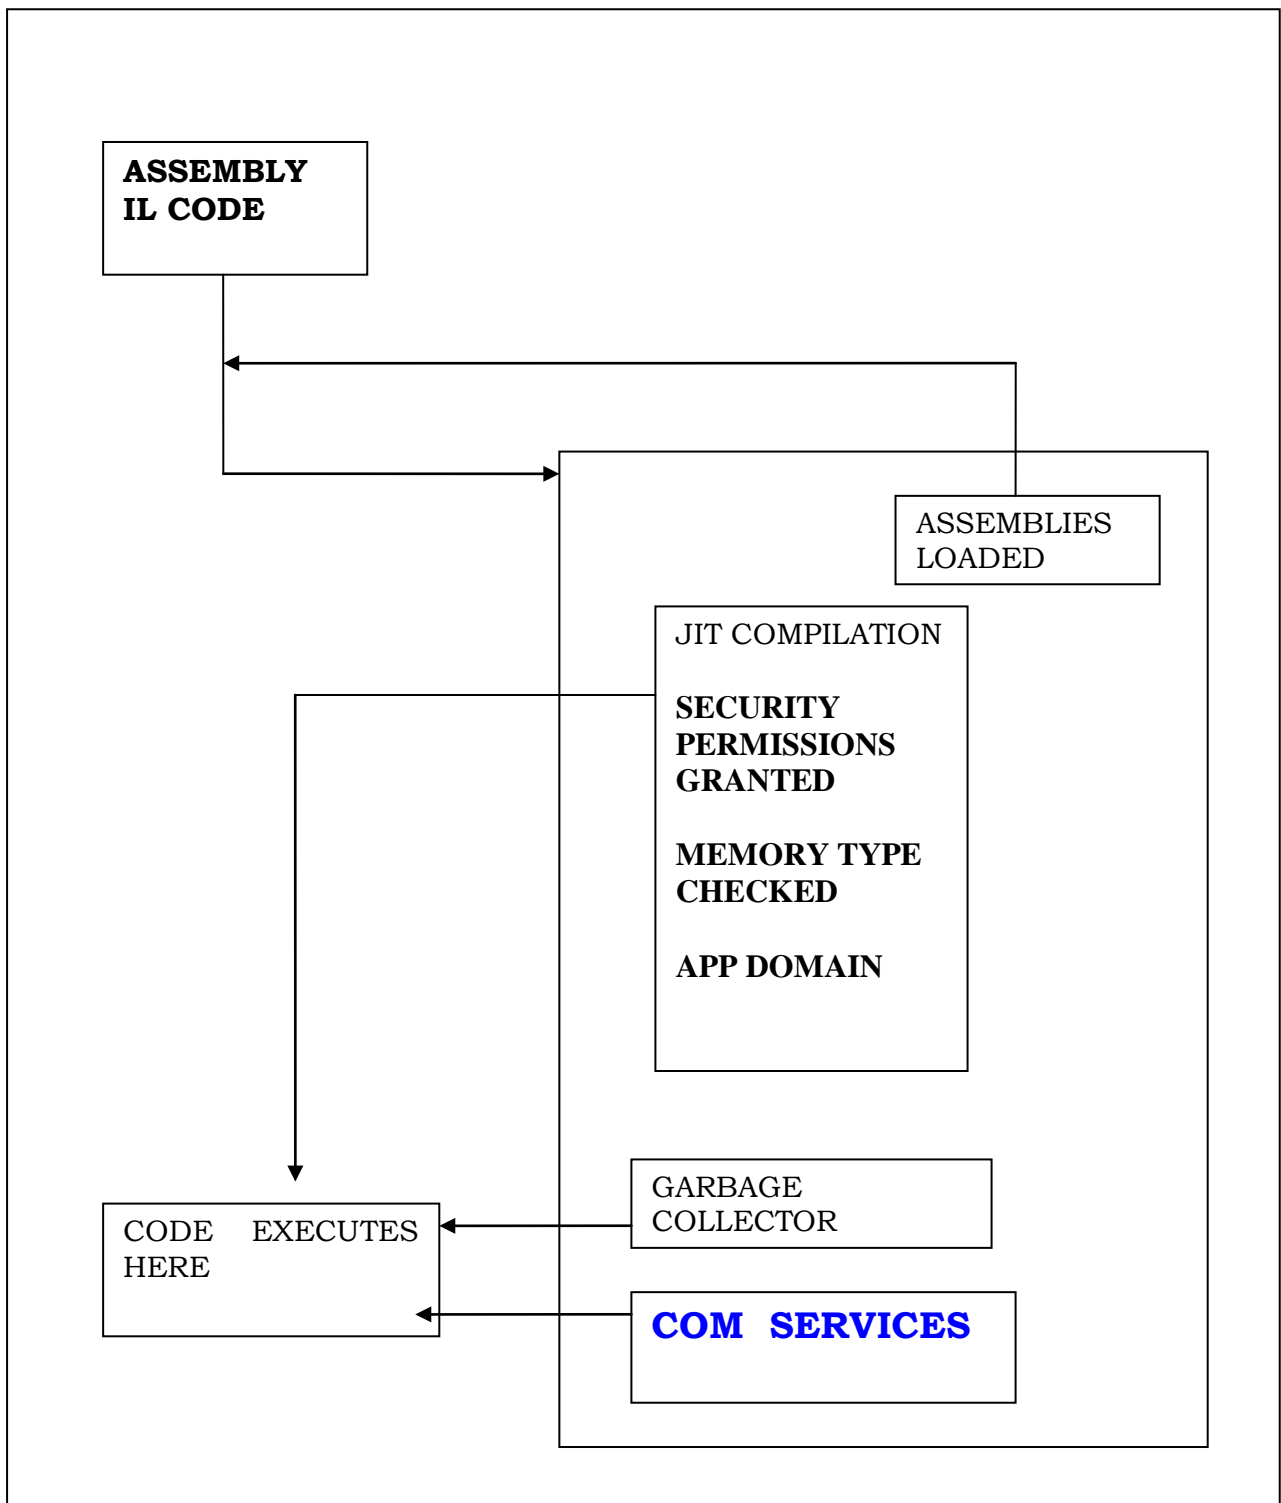 ASSEMBLY
IL CODE
ASSEMBLIES
LOADED
JIT COMPILATION
SECURITY
PERMISSIONS
GRANTED
MEMORY TYPE
CHECKED
APP DOMAIN
GARBAGE
COLLECTOR
CODE EXECUTES
HERE
COM SERVICES